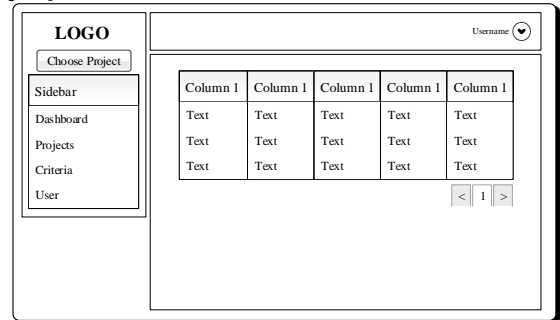 LOGO
Username
Choose Project
Sidebar
Dashboard
Projects
Criteria
User
Column 1 Column 1 Column 1 Column 1 Column 1
Text Text Text Text Text
Text Text Text Text Text
Text Text Text Text Text
< 1 >